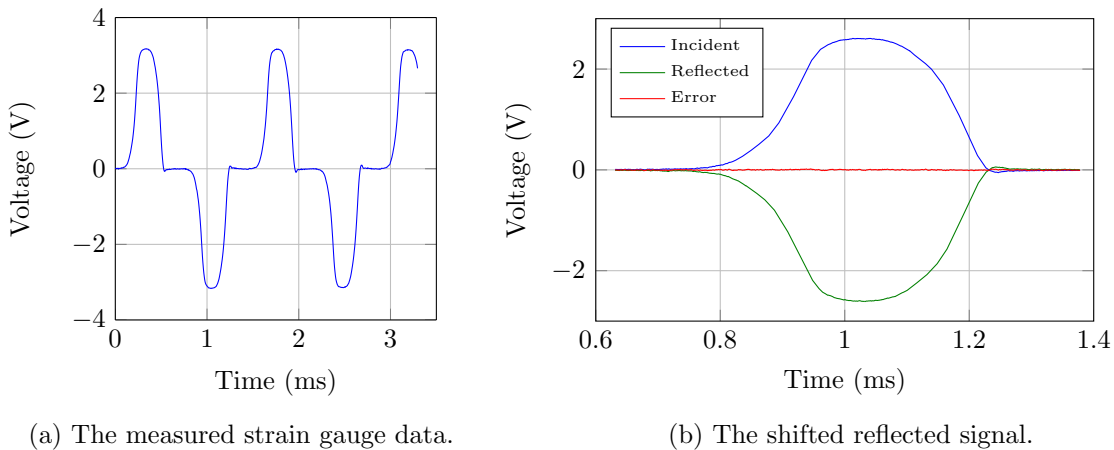 4
2
0
−2
−4
0
1
2
3
Voltage (V)
Time (ms)
(a) The measured strain gauge data.
Incident
Reflected
Error
2
0
−2
0.6
0.8
1
1.2
1.4
Voltage (V)
Time (ms)
(b) The shifted reflected signal.